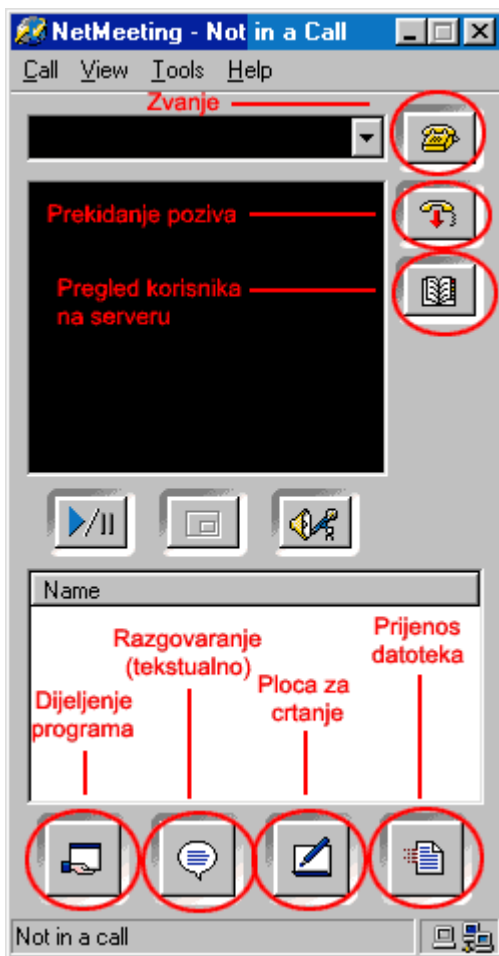 NetMeeting - Not in a Call
Call View Tools Help
Zvanje
Prekidanje poziva
Pregled korisnika
na serveru
Name
Razgovaranje
(tekstualno)
Prijenos
datoteka
Ploca za
crtanje
Dijeljenje
programa
Not in a call